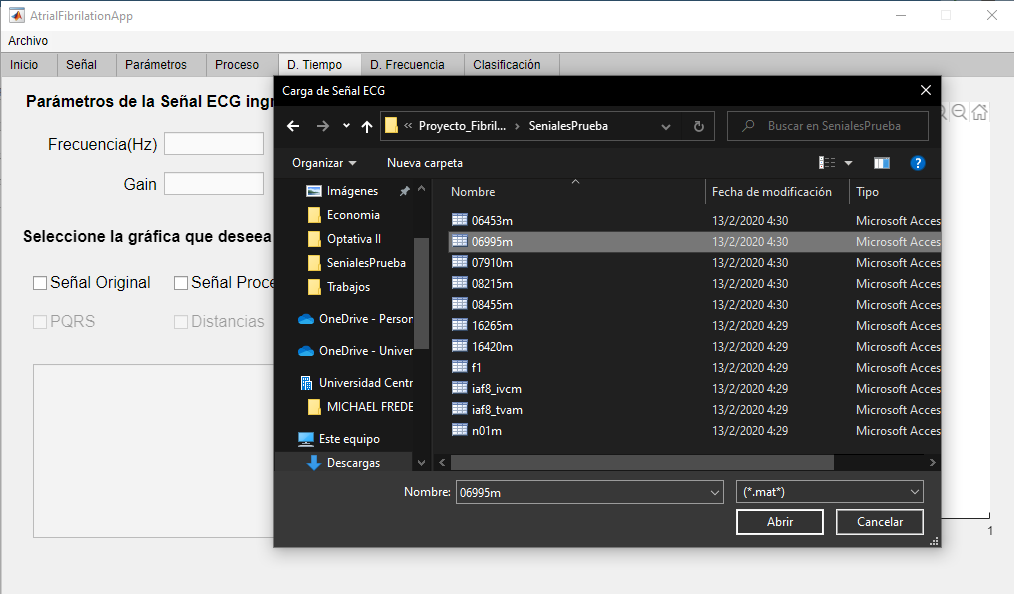 AtrialFibrilationApp
Archivo
Inicio Señal Parámetros Proceso D. Tiempo D. Frecuencia Clasificación
Parámetros de la Señal ECG ingr
Frecuencia(Hz)
Gain
Seleccione la gráfica que deseea
Señal Original Señal Proce
PQRS Distancias
1
Carga de Señal ECG
« Proyecto_Fibril... › SenialesPrueba
Buscar en SenialesPrueba
Organizar Nueva carpeta
?
Imágenes
Economia
Optativa II
SenialesPrueba
Trabajos
OneDrive - Person
OneDrive - Univer
Universidad Centr
MICHAEL FREDE
Este equipo
Descargas
Nombre Fecha de modificación Tipo
06453m 13/2/2020 4:30 Microsoft Acces
06995m 13/2/2020 4:30 Microsoft Acces
07910m 13/2/2020 4:30 Microsoft Acces
08215m 13/2/2020 4:30 Microsoft Acces
08455m 13/2/2020 4:30 Microsoft Acces
16265m 13/2/2020 4:29 Microsoft Acces
16420m 13/2/2020 4:29 Microsoft Acces
f1 13/2/2020 4:29 Microsoft Acces
iaf8_ivcm 13/2/2020 4:29 Microsoft Acces
iaf8_tvam 13/2/2020 4:29 Microsoft Acces
n01m 13/2/2020 4:29 Microsoft Acces
Nombre: 06995m (*.mat*)
Abrir Cancelar